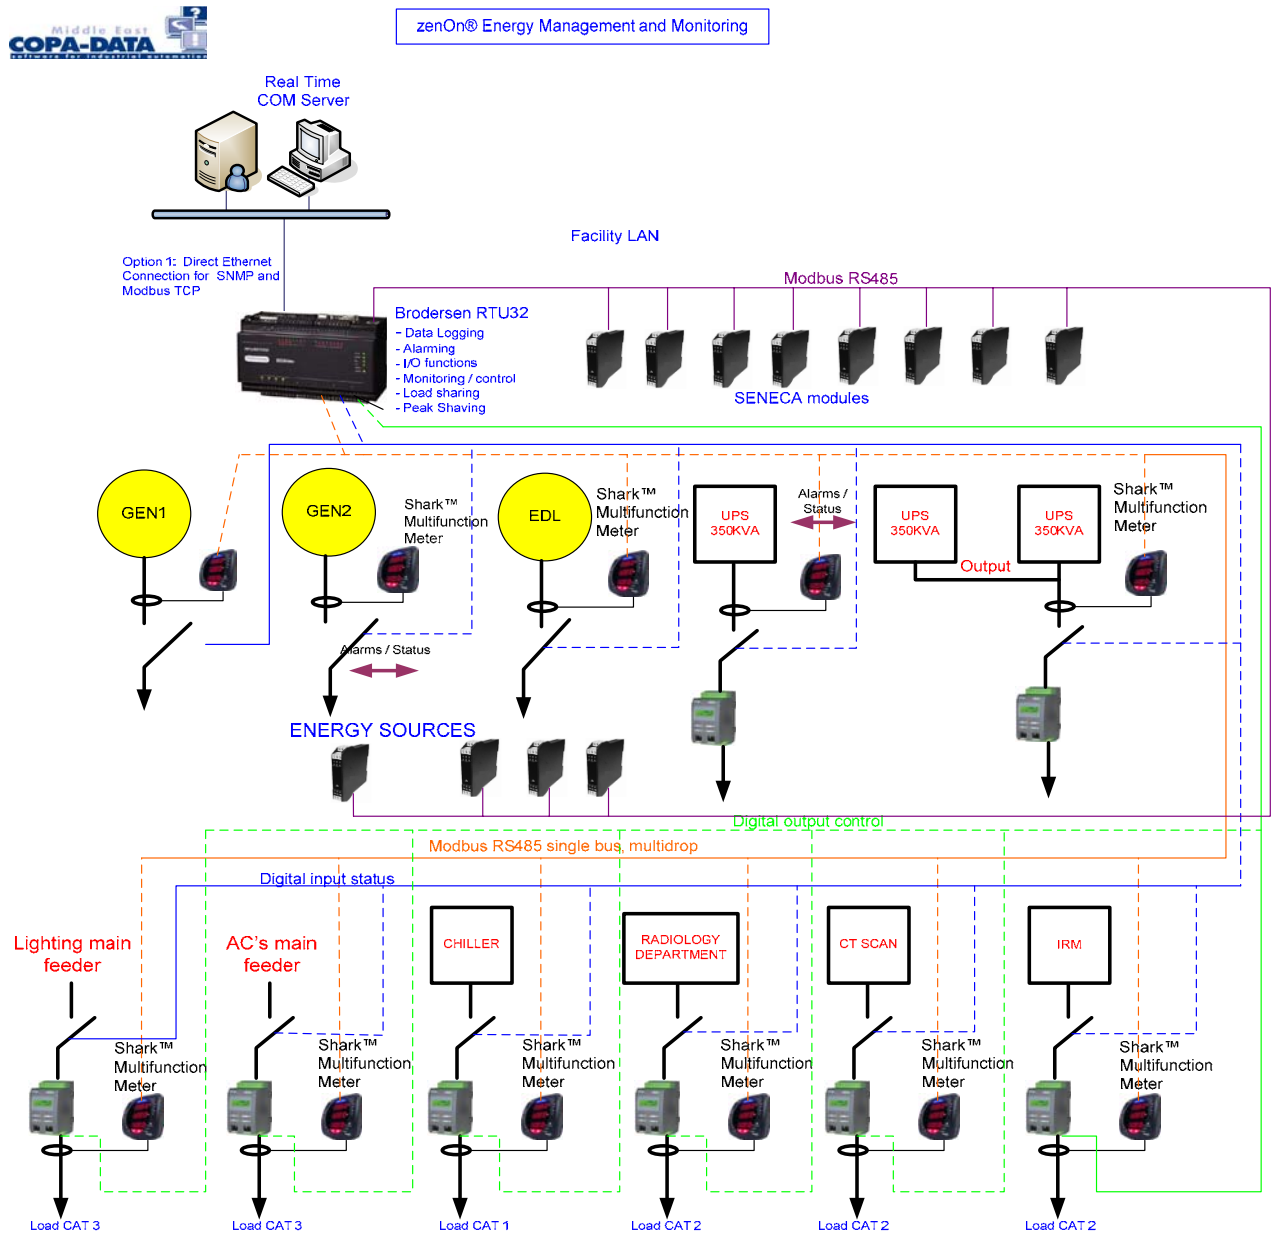 Middle East
COPA-DATA
software for industrial automation
zenOn® Energy Management and Monitoring
Real Time
COM Server
Facility LAN
Option 1: Direct Ethernet
Connection for SNMP and
Modbus TCP
Modbus RS485
Brodersen RTU32
- Data Logging
- Alarming
- I/O functions
- Monitoring / control
- Load sharing
- Peak Shaving
SENECA modules
GEN1
GEN2
Shark™
Multifunction
Meter
EDL
Shark™
Multifunction
Meter
UPS
350KVA
Alarms /
Status
UPS
350KVA
UPS
350KVA
Output
Shark™
Multifunction
Meter
Alarms / Status
ENERGY SOURCES
Digital output control
Modbus RS485 single bus, multidrop
Digital input status
Lighting main
feeder
AC's main
feeder
CHILLER
RADIOLOGY
DEPARTMENT
CT SCAN
IRM
Shark™
Multifunction
Meter
Shark™
Multifunction
Meter
Shark™
Multifunction
Meter
Shark™
Multifunction
Meter
Shark™
Multifunction
Meter
Shark™
Multifunction
Meter
Load CAT 3
Load CAT 3
Load CAT 1
Load CAT 2
Load CAT 2
Load CAT 2